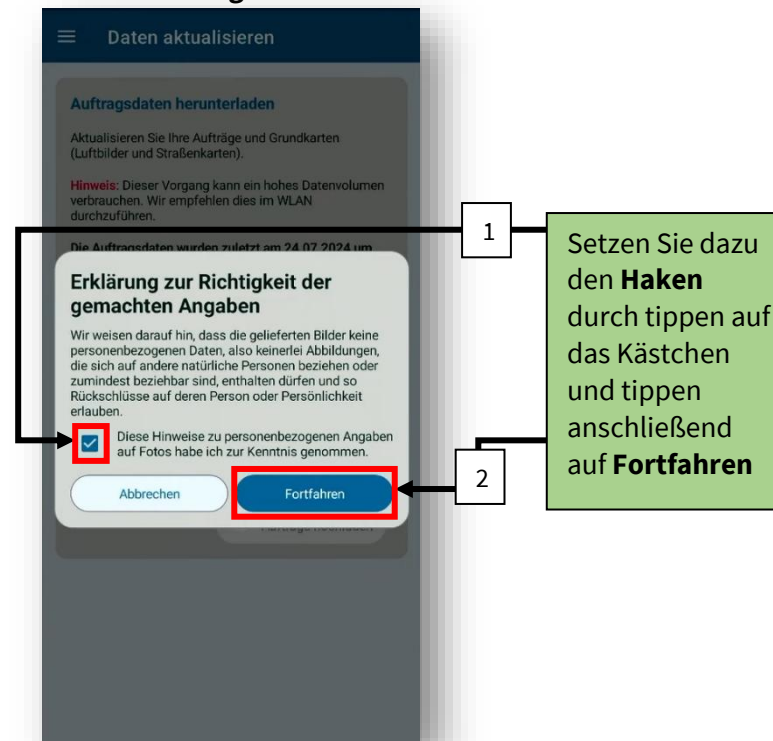 Daten aktualisieren
Auftragsdaten herunterladen
Aktualisieren Sie Ihre Aufträge und Grundkarten
(Luftbilder und Straßenkarten).
Hinweis: Dieser Vorgang kann ein hohes Datenvolumen
verbrauchen. Wir empfehlen dies im WLAN
durchzuführen.
Die Auftragsdaten wurden zuletzt am 24.07.2024 um
Erklärung zur Richtigkeit der
gemachten Angaben
Wir weisen darauf hin, dass die gelieferten Bilder keine
personenbezogenen Daten, also keinerlei Abbildungen,
die sich auf andere natürliche Personen beziehen oder
zumindest beziehbar sind, enthalten dürfen und so
Rückschlüsse auf deren Person oder Persönlichkeit
erlauben.
Diese Hinweise zu personenbezogenen Angaben
auf Fotos habe ich zur Kenntnis genommen.
Abbrechen
Fortfahren
1
2
Setzen Sie dazu
den Haken
durch tippen auf
das Kästchen
und tippen
anschließend
auf Fortfahren